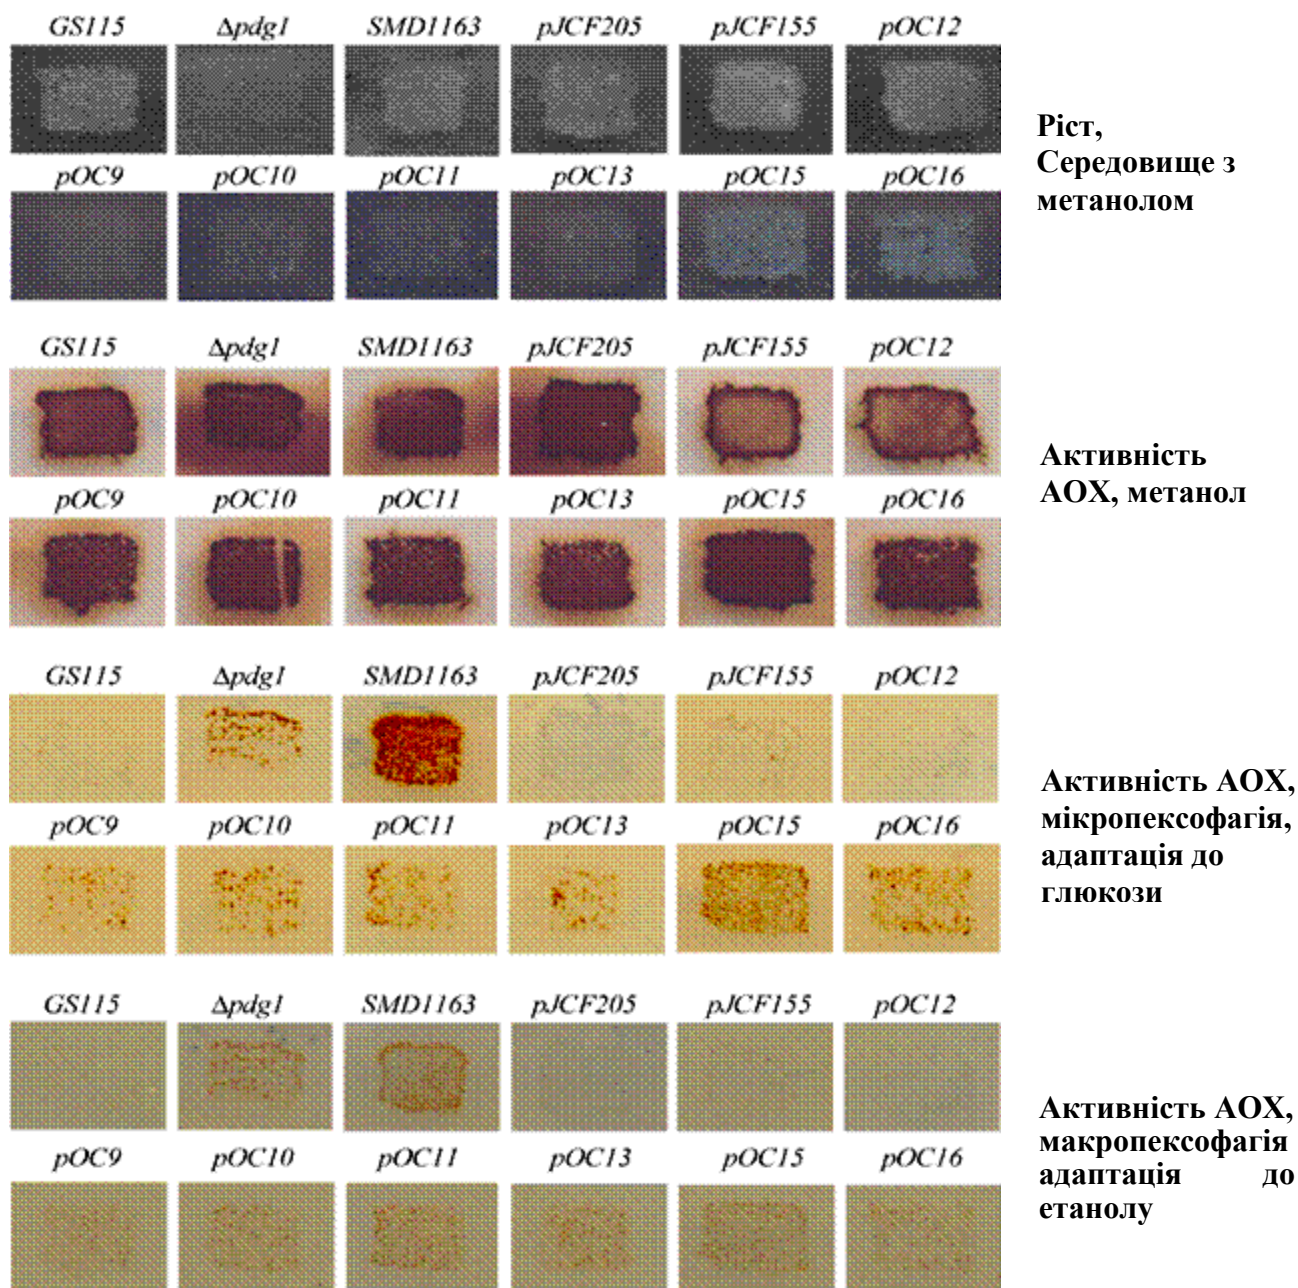 GS115 Δpdg1 SMD1163 pJCF205 pJCF155 pOC12
Ріст,
Середовище з
метанолом
pOC9 pOC10 pOC11 pOC13 pOC15 pOC16
GS115 Δpdg1 SMD1163 pJCF205 pJCF155 pOC12
Активність
АОХ, метанол
pOC9 pOC10 pOC11 pOC13 pOC15 pOC16
GS115 Δpdg1 SMD1163 pJCF205 pJCF155 pOC12
Активність АОХ,
мікропексофагія,
адаптація до
глюкози
pOC9 pOC10 pOC11 pOC13 pOC15 pOC16
GS115 Δpdg1 SMD1163 pJCF205 pJCF155 pOC12
Активність АОХ,
макропексофагія
адаптація до
етанолу
pOC9 pOC10 pOC11 pOC13 pOC15 pOC16